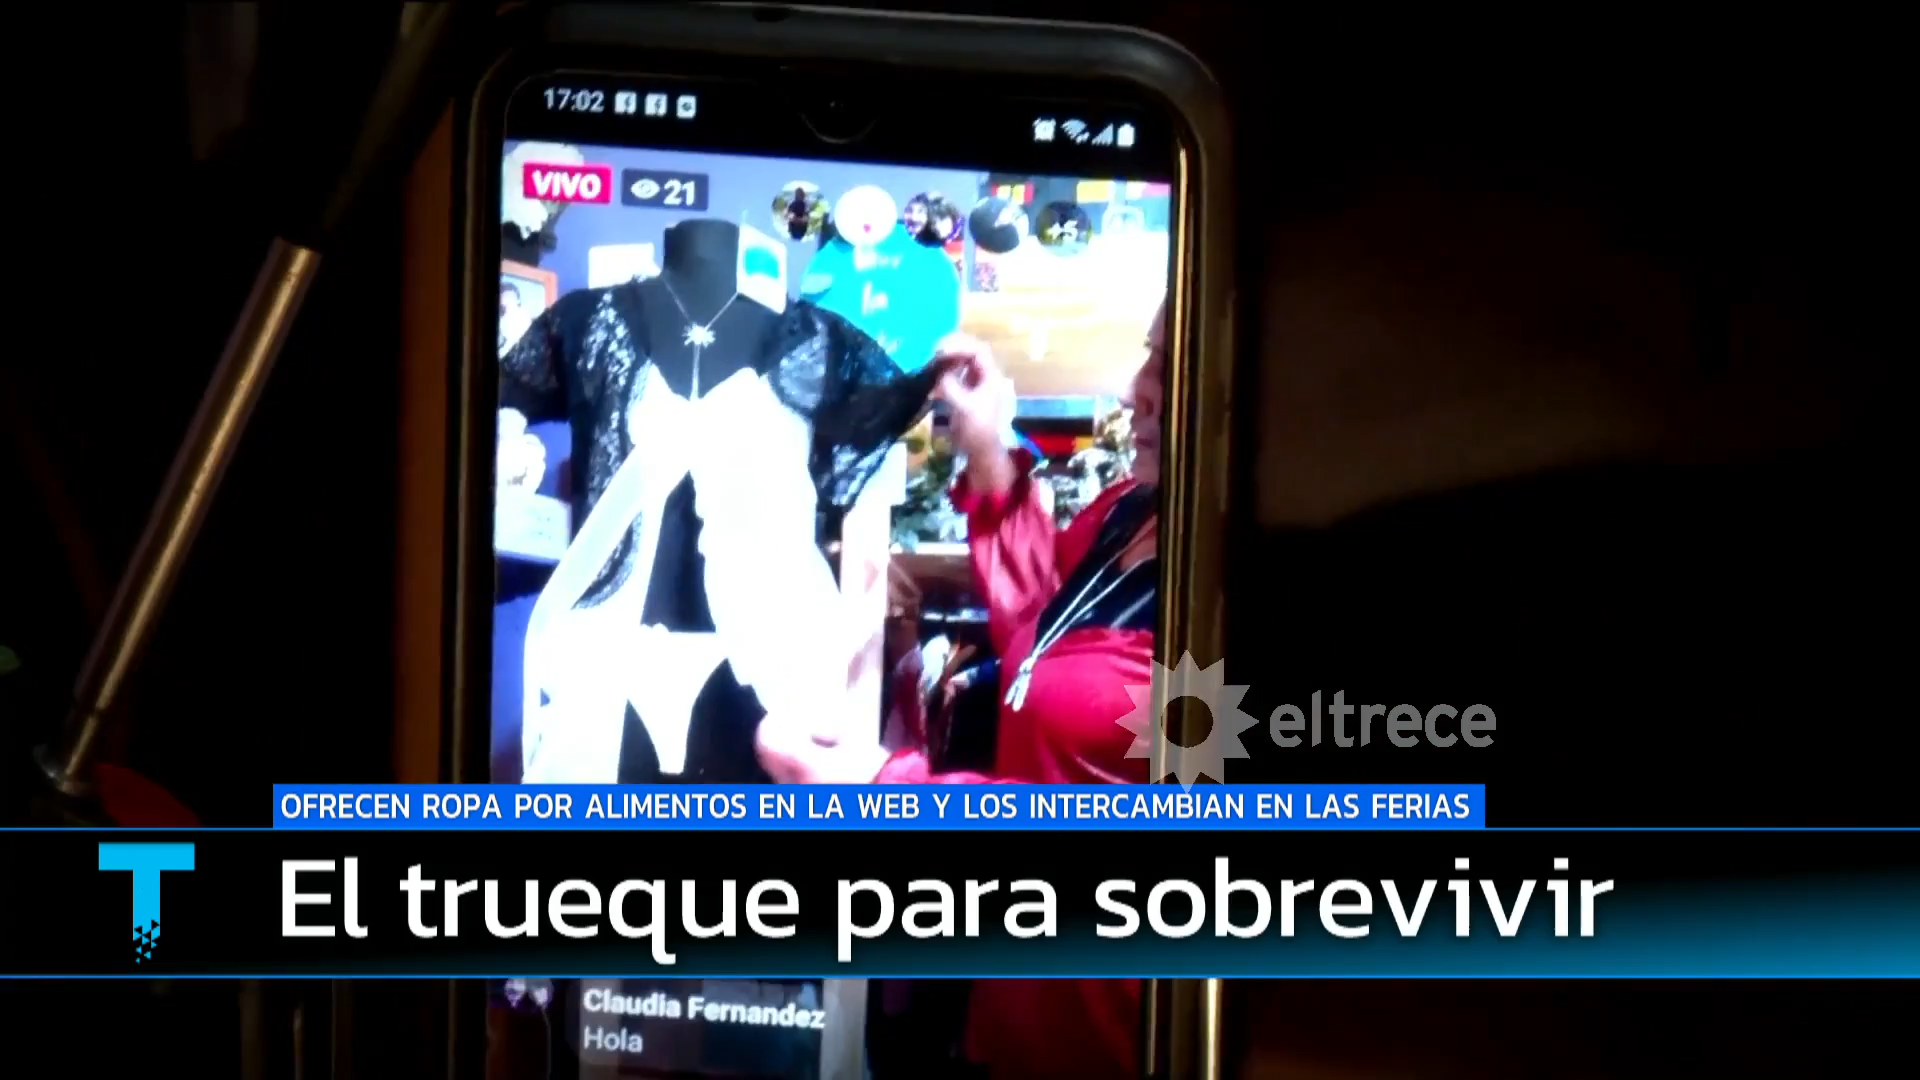 17:02
VIVO 21
+5
eltrece
OFRECEN ROPA POR ALIMENTOS EN LA WEB Y LOS INTERCAMBIAN EN LAS FERIAS
T El trueque para sobrevivir
Claudia Fernandez
Hola